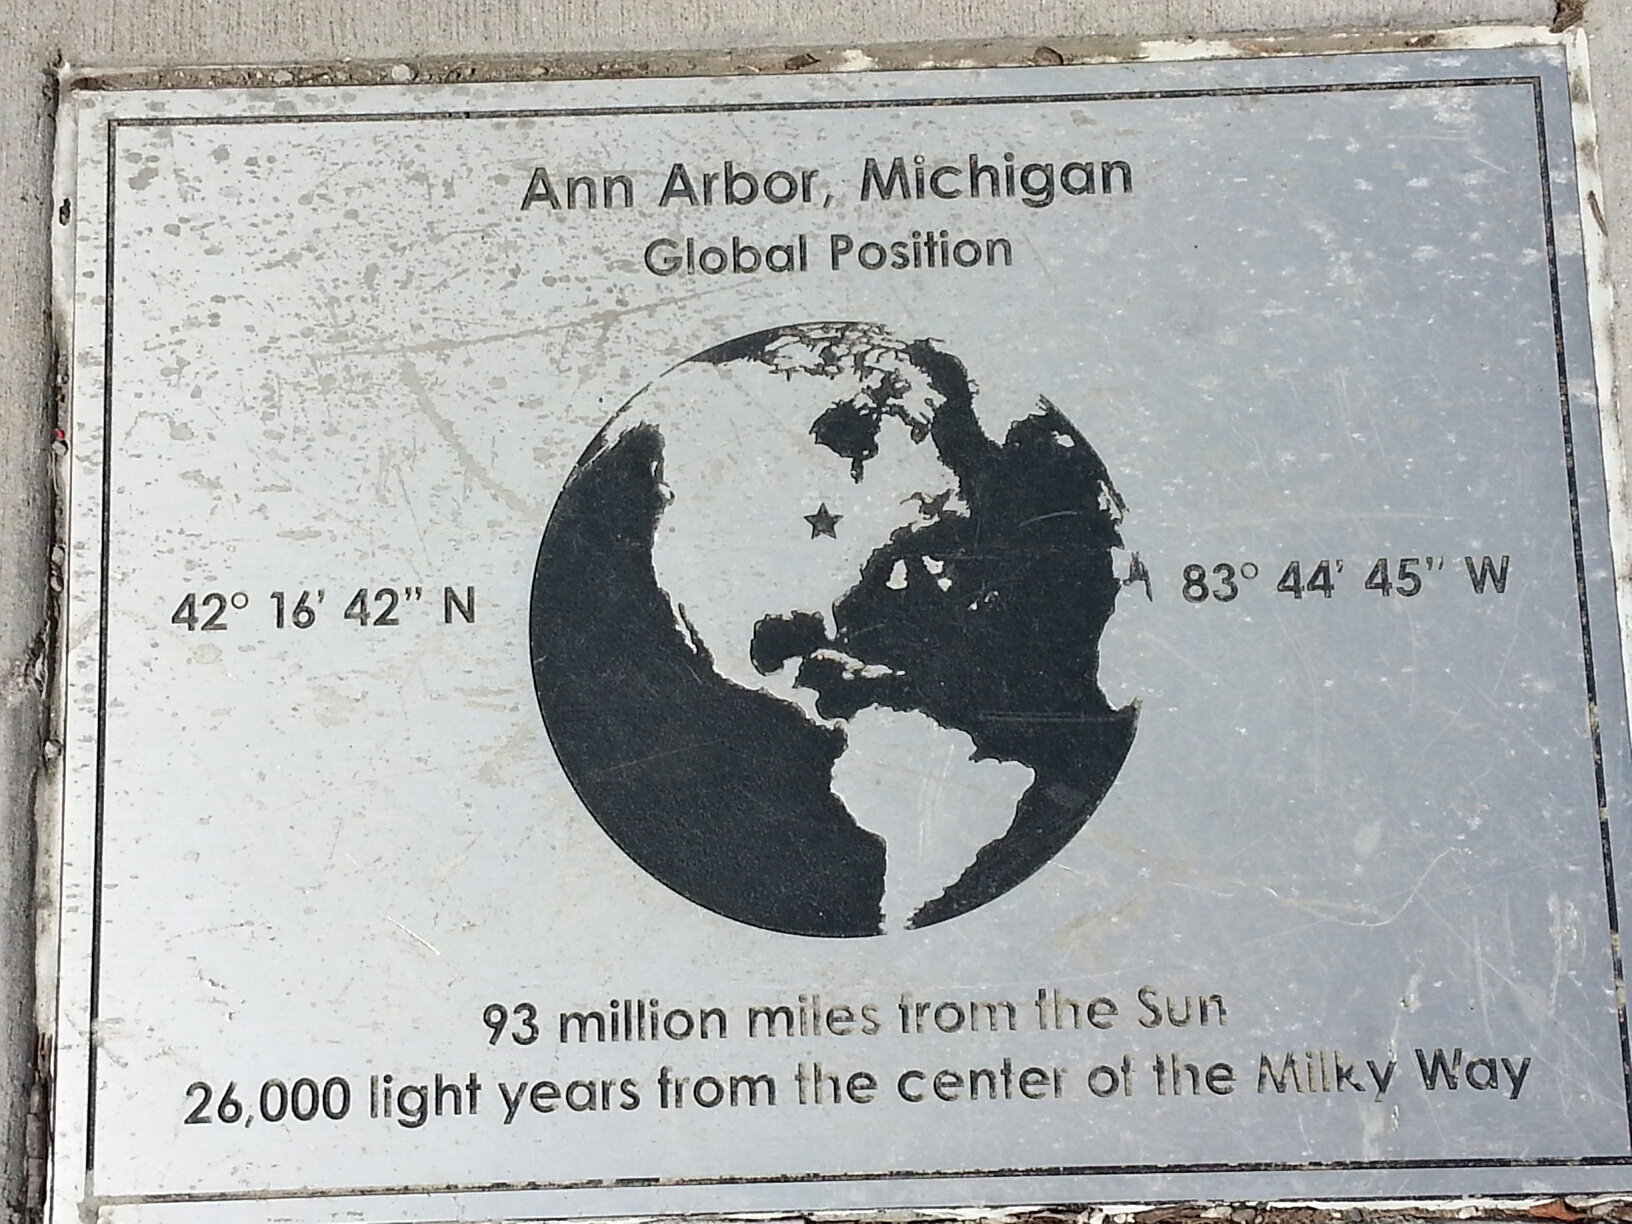 Ann Arbor, Michigan
Global Position
42° 16' 42" N
83° 44' 45" W
93 million miles from the Sun
26,000 light years from the center of the Milky Way